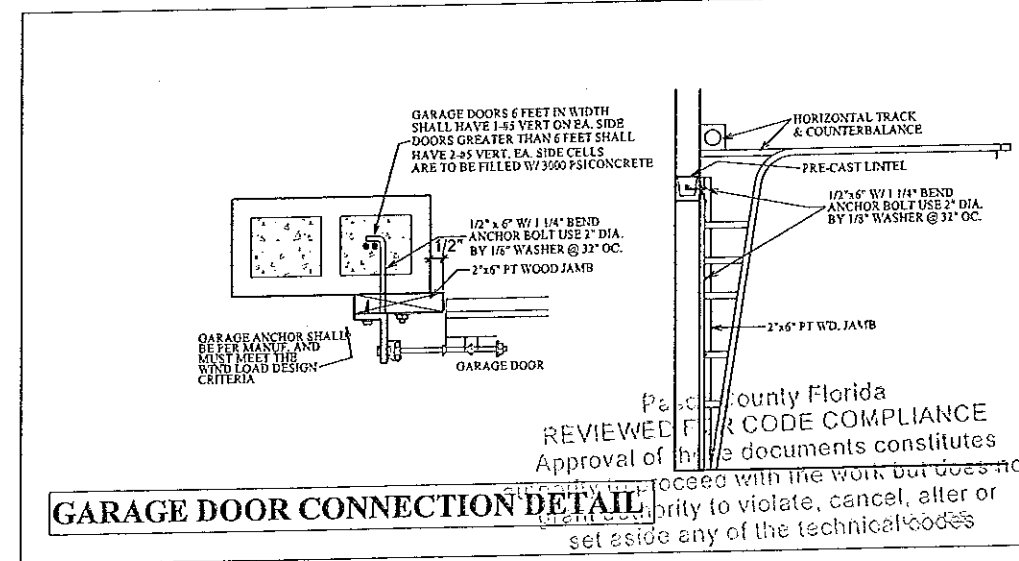 GARAGE DOORS 6 FEET IN WIDTH
SHALL HAVE 1-#5 VERT ON EA. SIDE
DOORS GREATER THAN 6 FEET SHALL
HAVE 2-#5 VERT. EA. SIDE CELLS
ARE TO BE FILLED W/ 3000 PSICONCRETE
1/2" x 6" W/ 1 1/4" BEND
ANCHOR BOLT USE 2" DIA.
BY 1/8" WASHER @ 32" OC.
1/2"
2"x6" PT WOOD JAMB
GARAGE ANCHOR SHALL
BE PER MANUF. AND
MUST MEET THE
WIND LOAD DESIGN
CRITERIA
GARAGE DOOR
HORIZONTAL TRACK
& COUNTERBALANCE
PRE-CAST LINTEL
1/2"x6" W/ 1 1/4" BEND
ANCHOR BOLT USE 2" DIA.
BY 1/8" WASHER @ 32" OC.
2"x6" PT WD. JAMB
County Florida
REVIEWED FOR CODE COMPLIANCE
Approval of these documents constitutes
to proceed with the work but does no
GARAGE DOOR CONNECTION DETAIL
grant authority to violate, cancel, alter or
set aside any of the technical codes